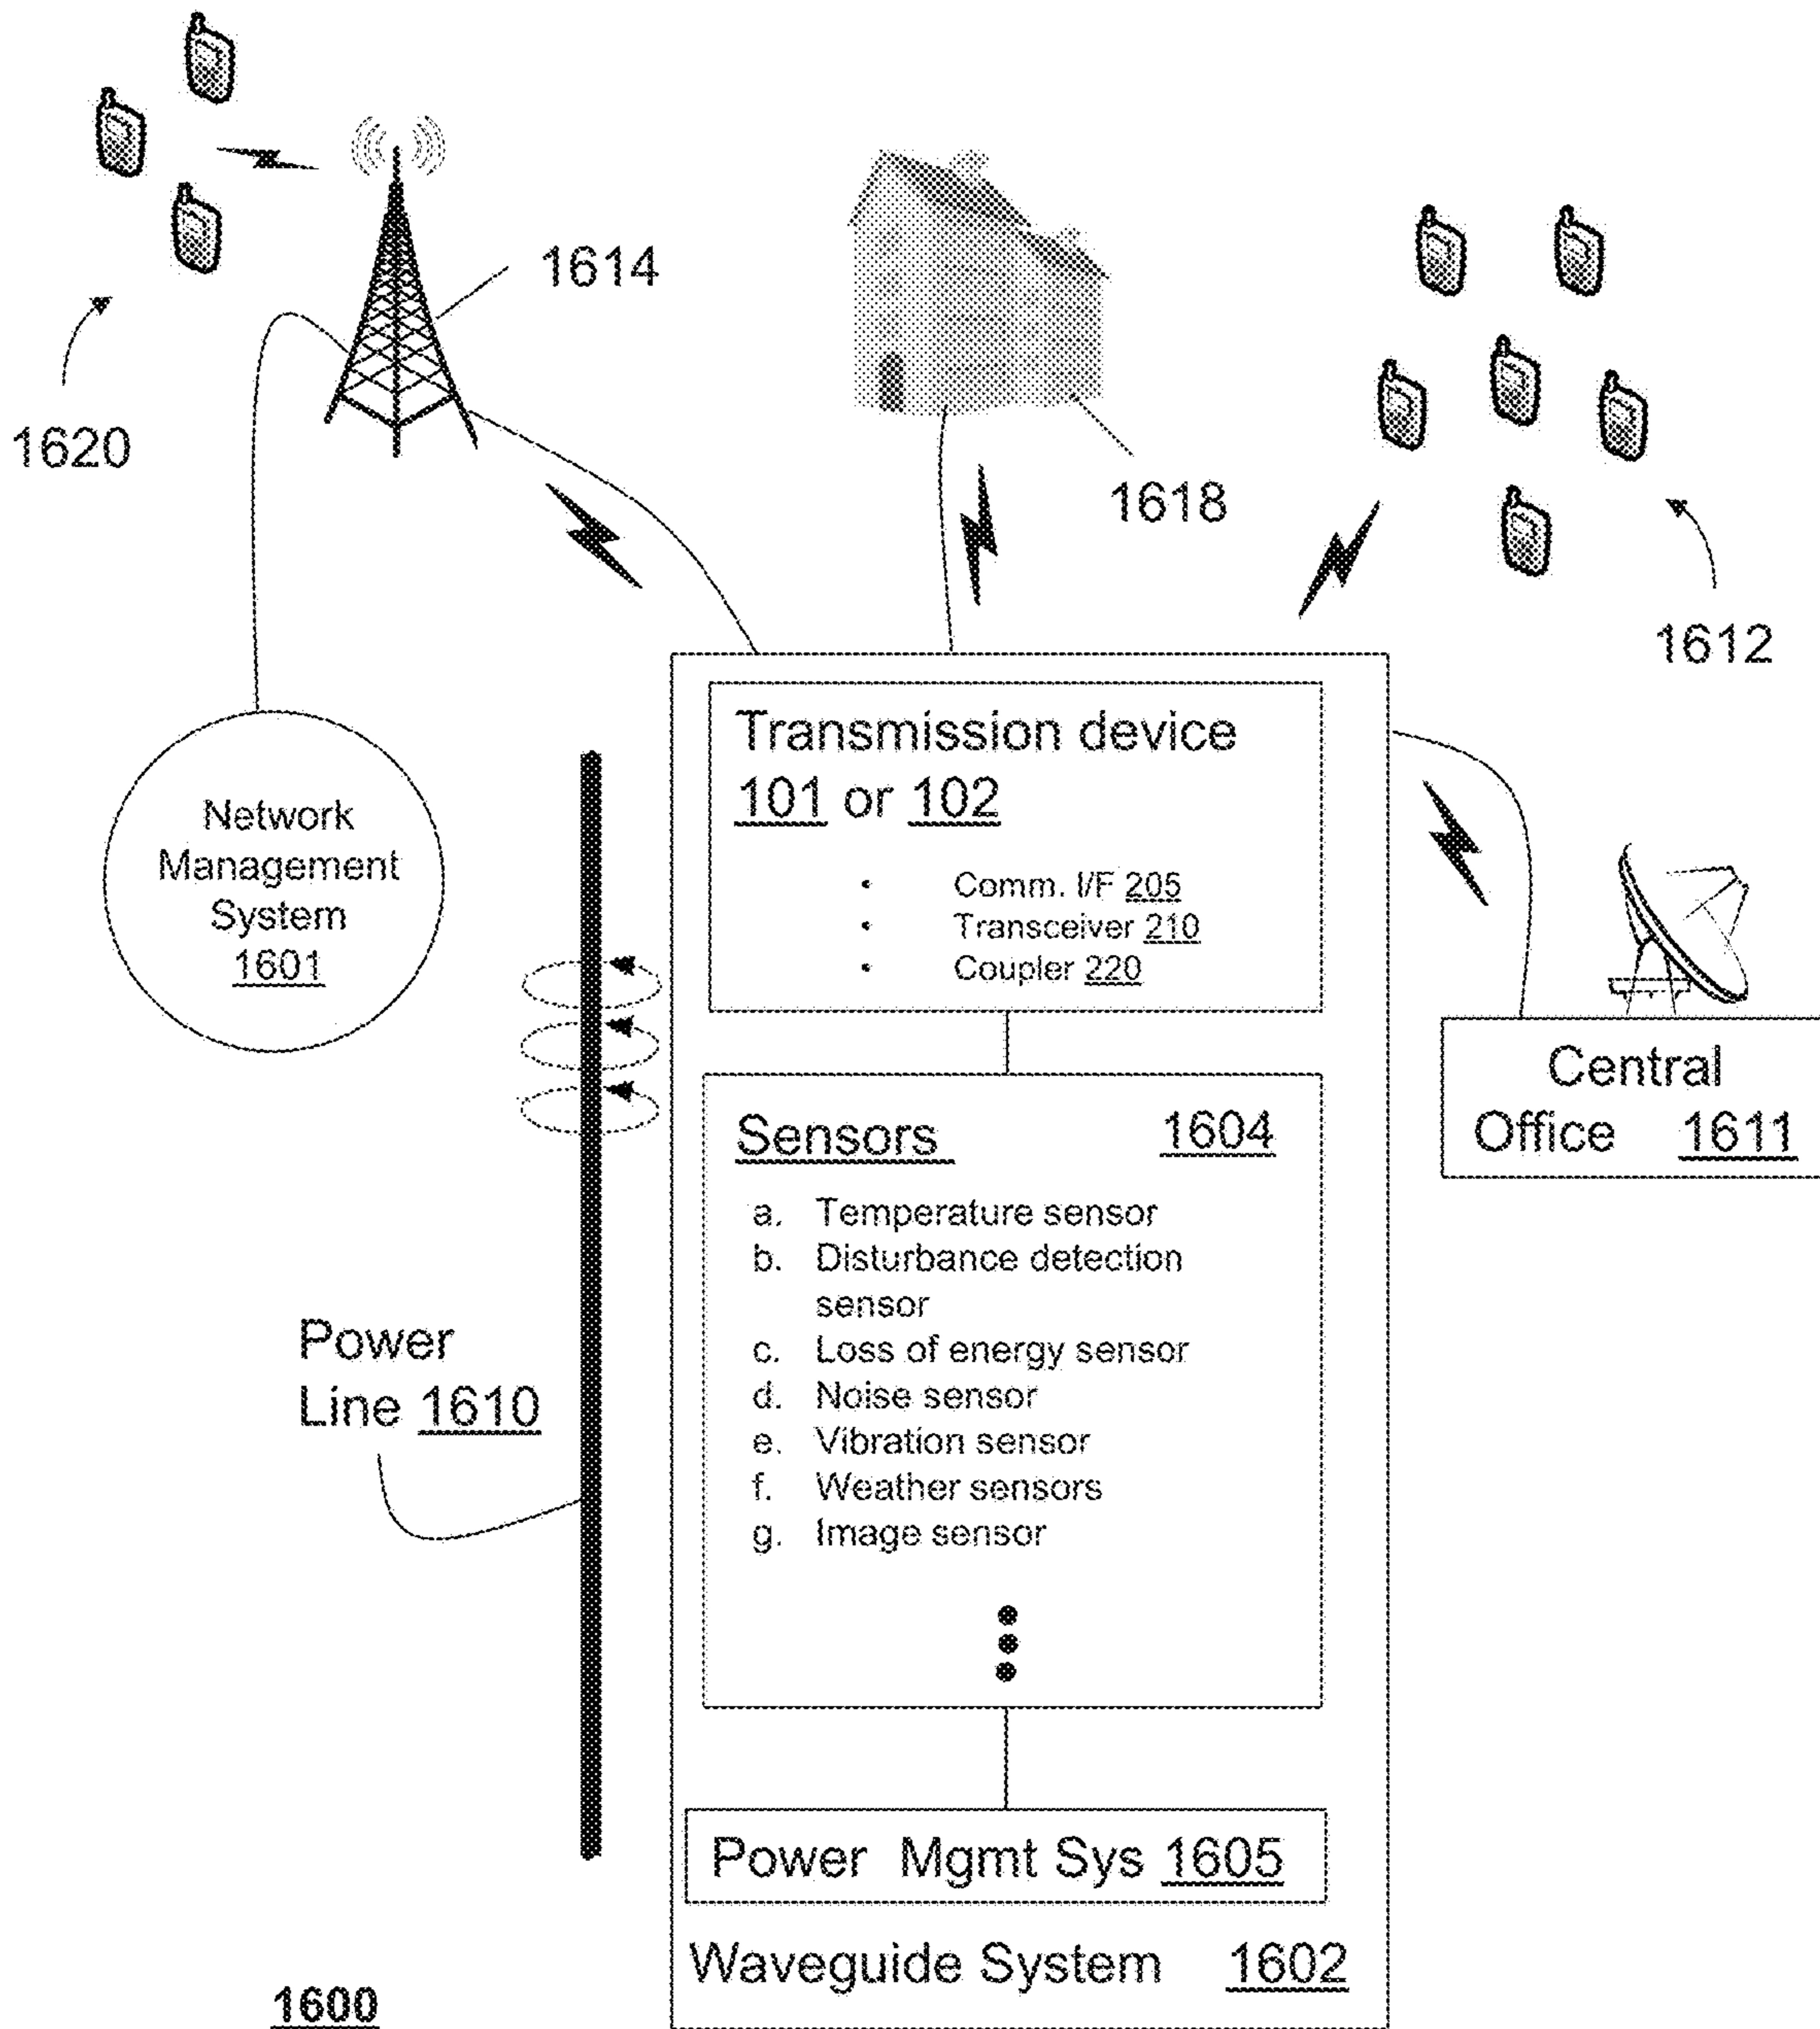 1614
1620
1618
1612
Network
Management
System
1601
Transmission device
101 or 102
• Comm. I/F 205
• Transceiver 210
• Coupler 220
Central
Office 1611
Sensors 1604
a. Temperature sensor
b. Disturbance detection
sensor
c. Loss of energy sensor
d. Noise sensor
e. Vibration sensor
f. Weather sensors
g. Image sensor
Power
Line 1610
Power Mgmt Sys 1605
Waveguide System 1602
1600